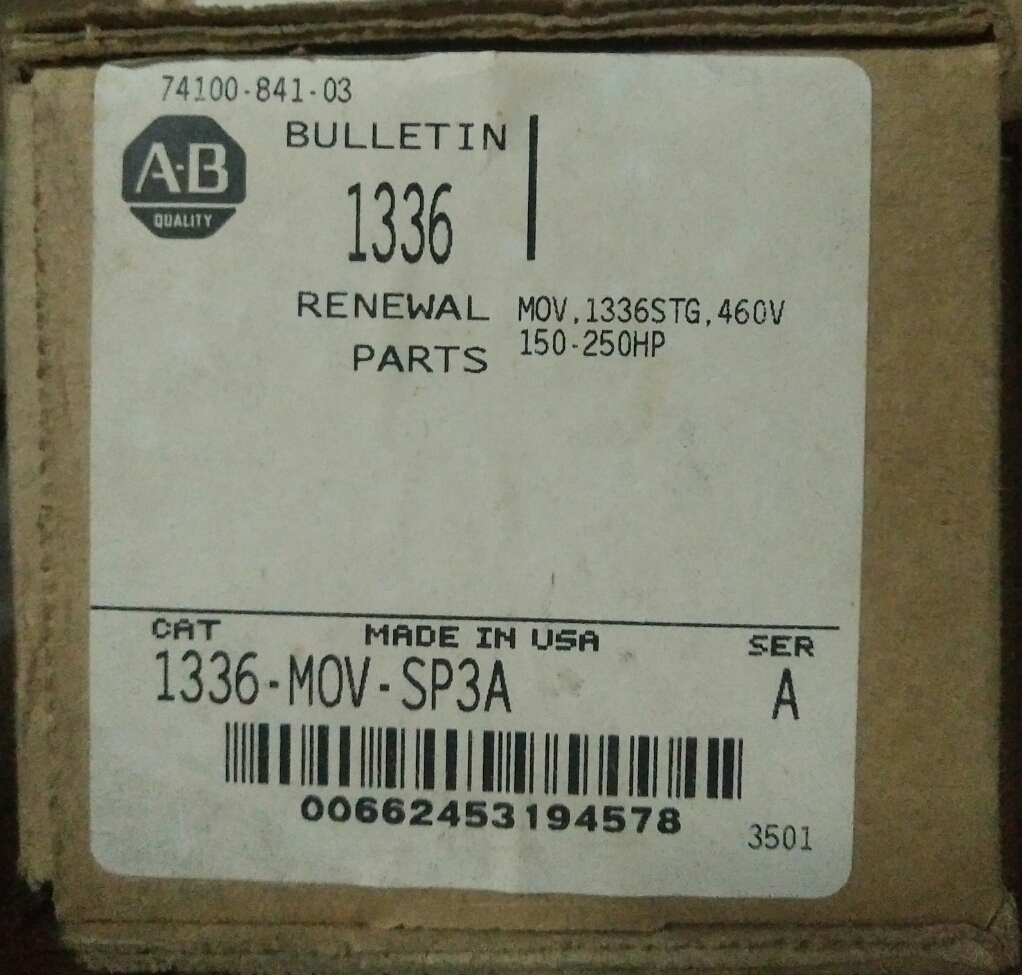 74100-841-03
A-B
QUALITY
BULLETIN
1336
RENEWAL
PARTS
MOV,1336STG,460V
150-250HP
CAT
MADE IN USA
SER
1336-MOV-SP3A
A
00662453194578
3501